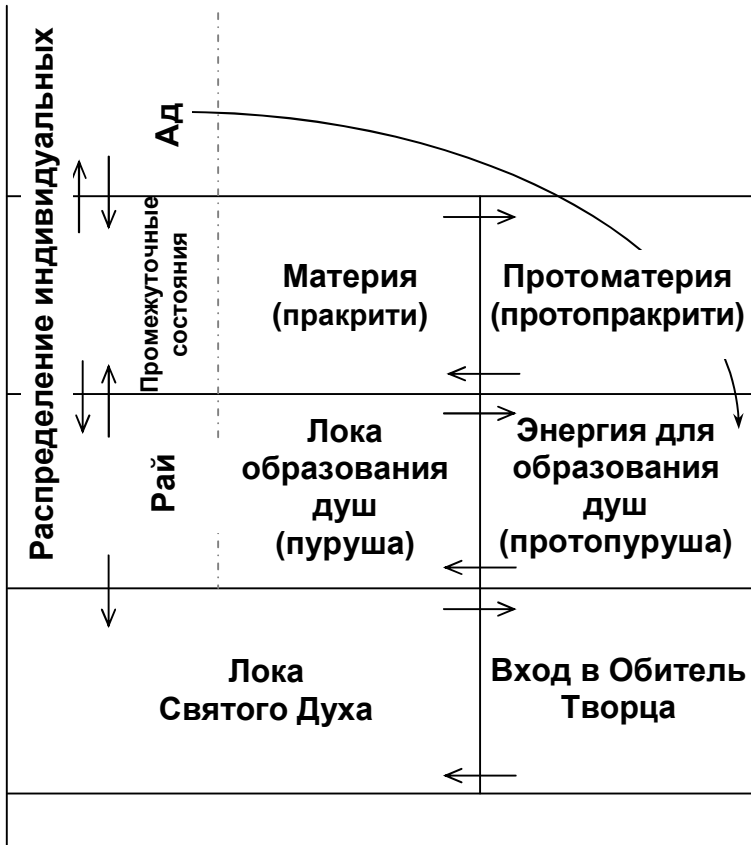 Распределение индивидуальных
Ад
Промежуточные
состояния
Рай
Материя
(пракрити)
Протоматерия
(протопракрити)
Лока
образования
душ
(пуруша)
Энергия для
образования
душ
(протопуруша)
Лока
Святого Духа
Вход в Обитель
Творца